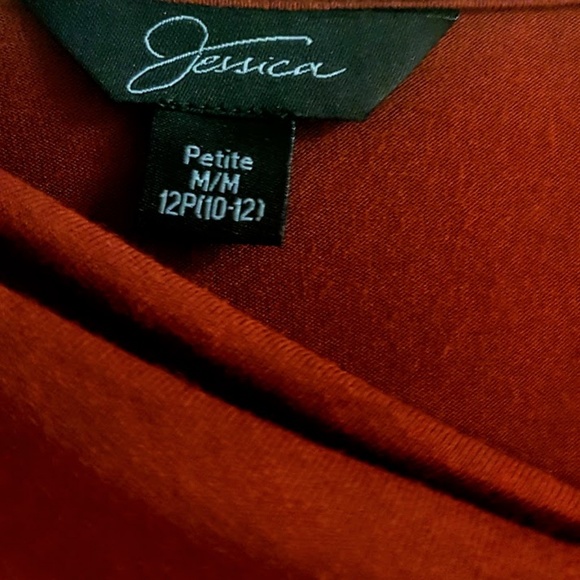 Jessica
Petite
M/M
12P(10-12)